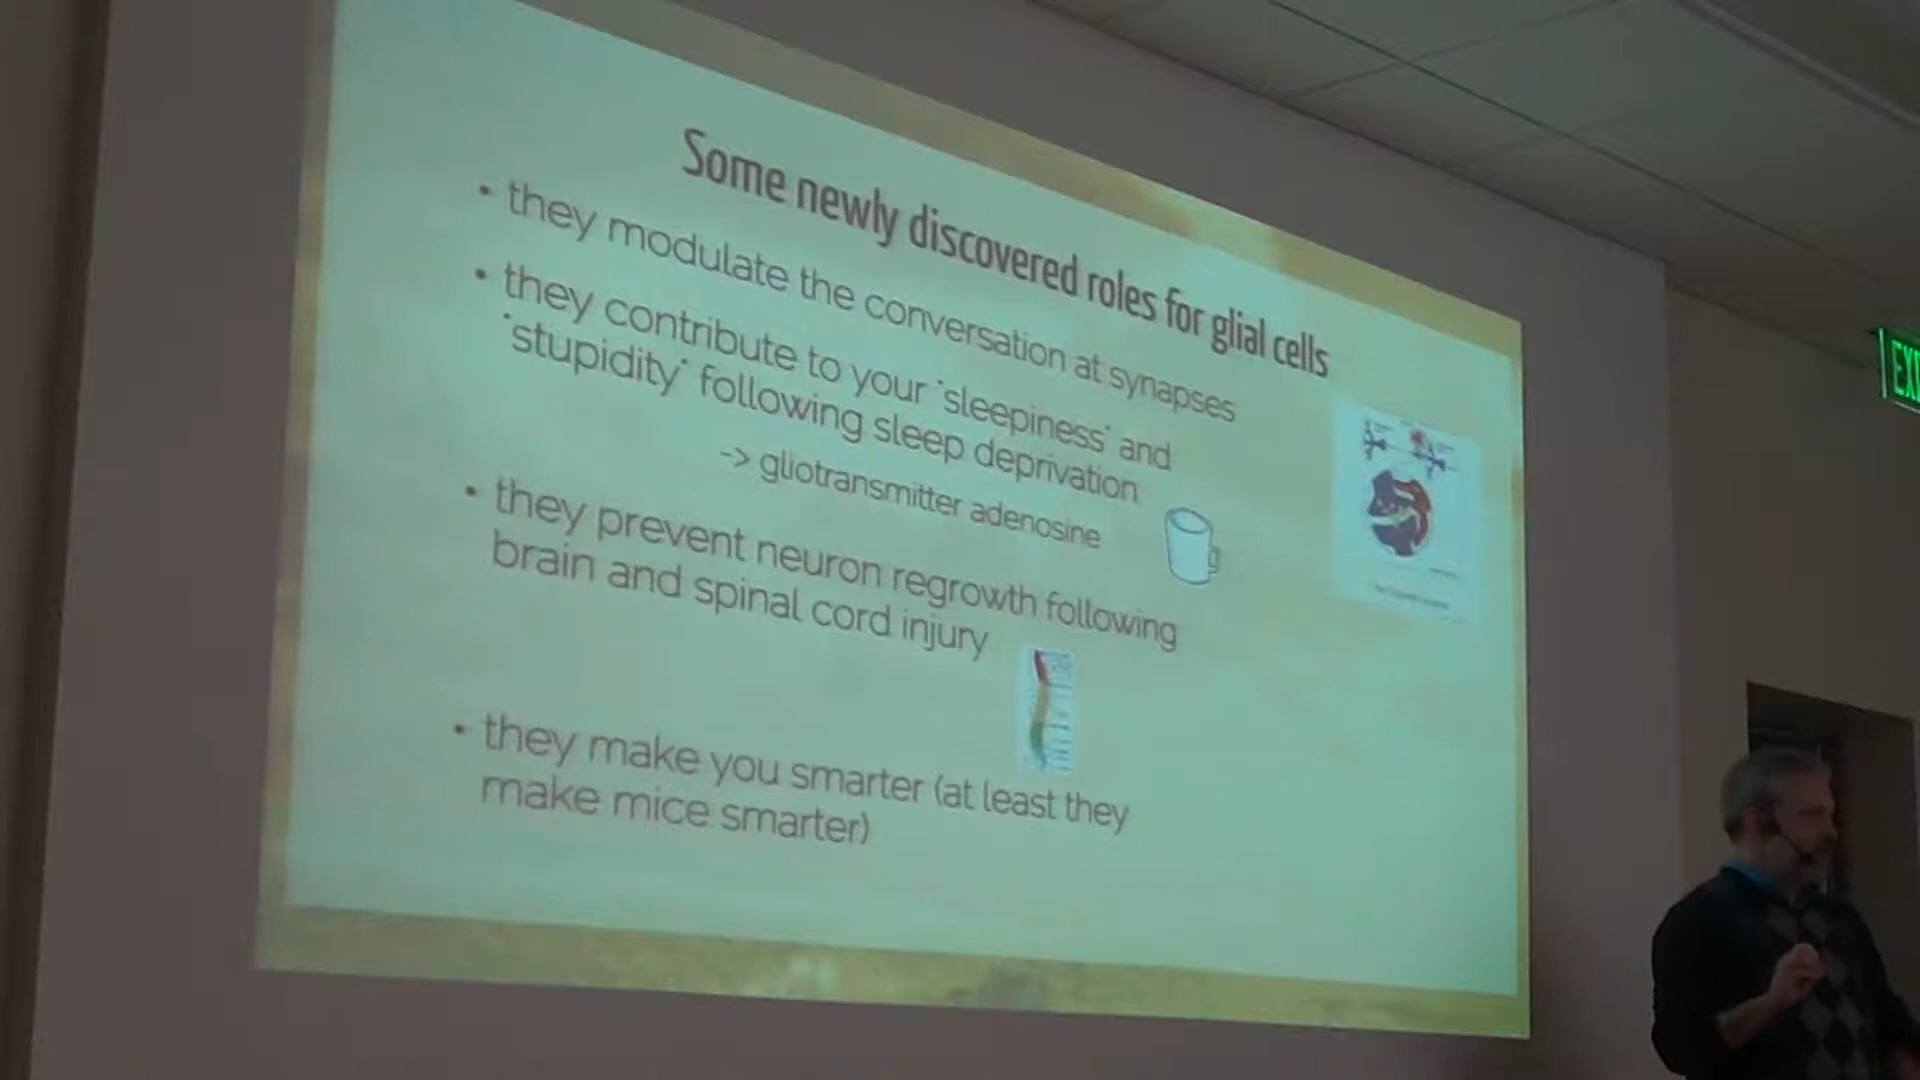 Some newly discovered roles for glial cells
• they modulate the conversation at synapses
• they contribute to your "sleepiness" and
"stupidity" following sleep deprivation
-> gliotransmitter adenosine
• they prevent neuron regrowth following
brain and spinal cord injury
• they make you smarter (at least they
make mice smarter)